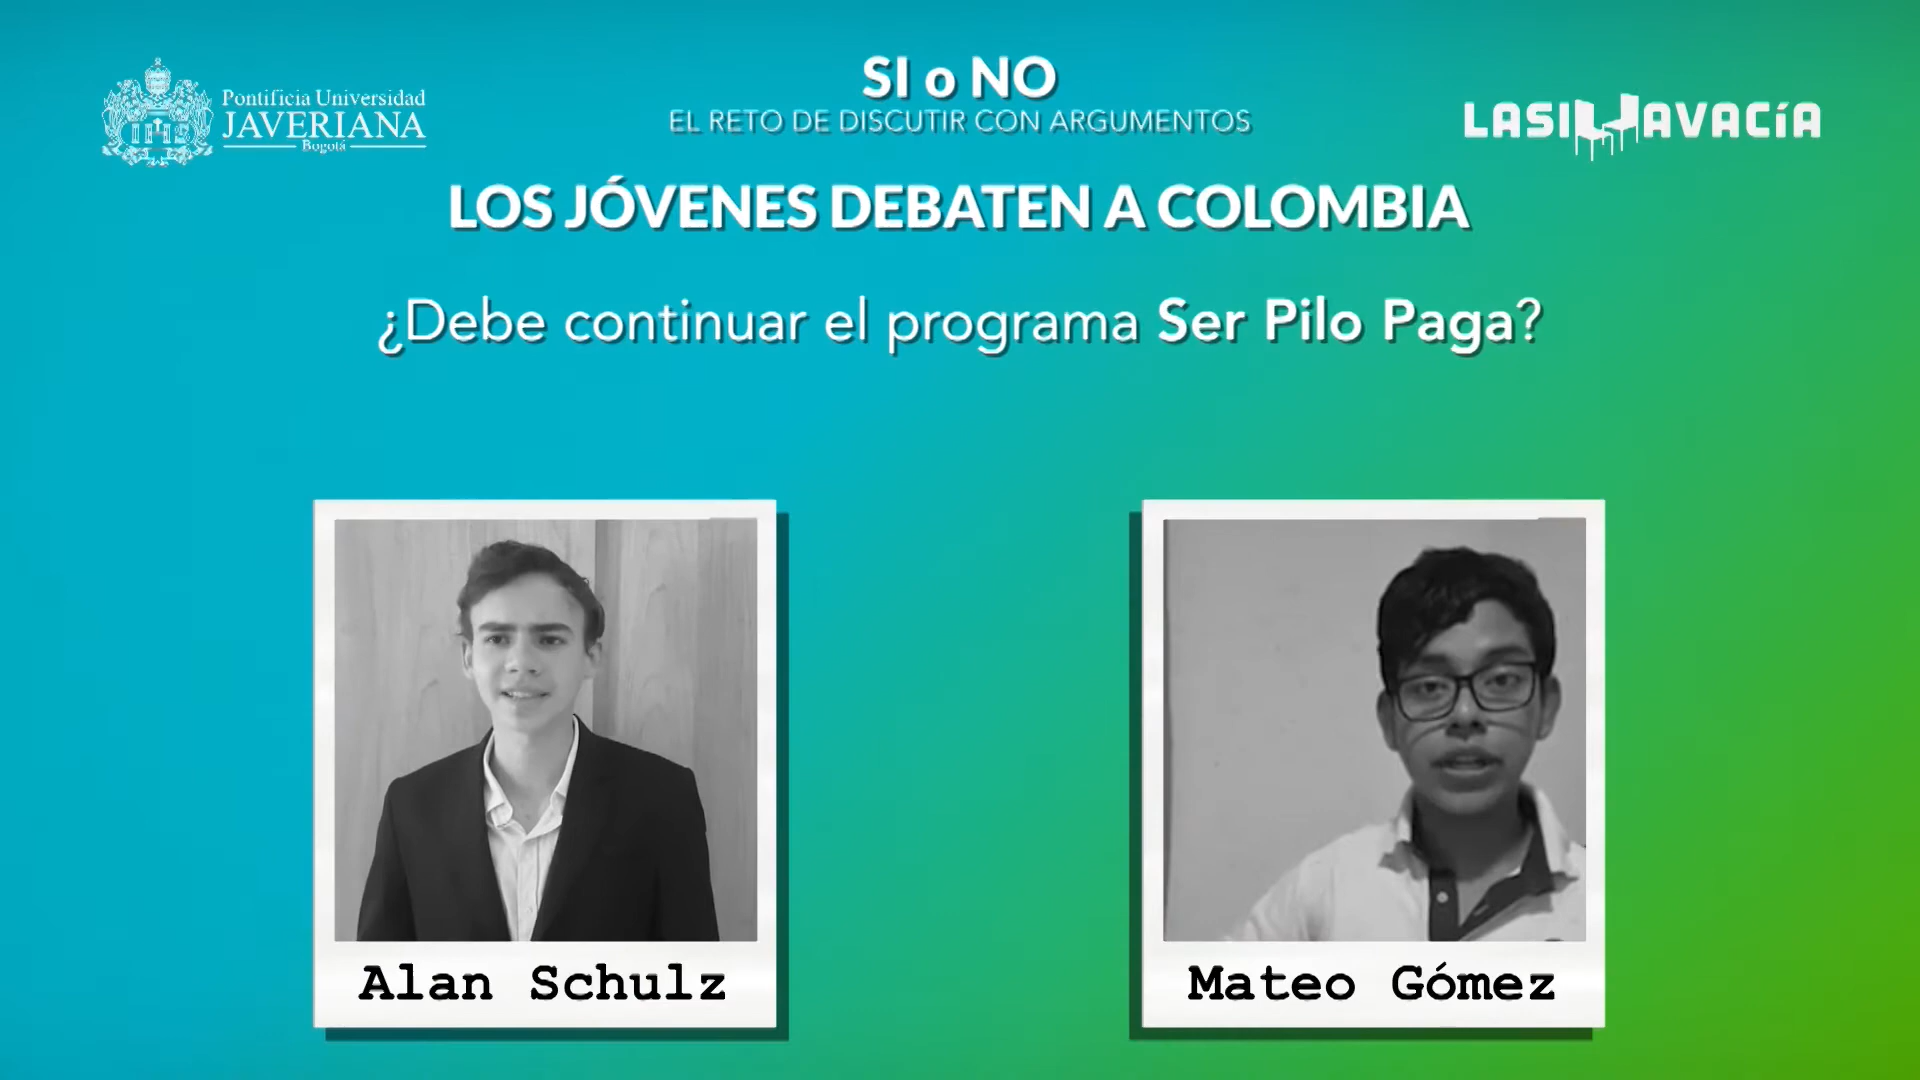 Pontificia Universidad
JAVERIANA
Bogotá
SI o NO
EL RETO DE DISCUTIR CON ARGUMENTOS
LASILLAVACÍA
LOS JÓVENES DEBATEN A COLOMBIA
¿Debe continuar el programa Ser Pilo Paga?
Alan Schulz
Mateo Gómez